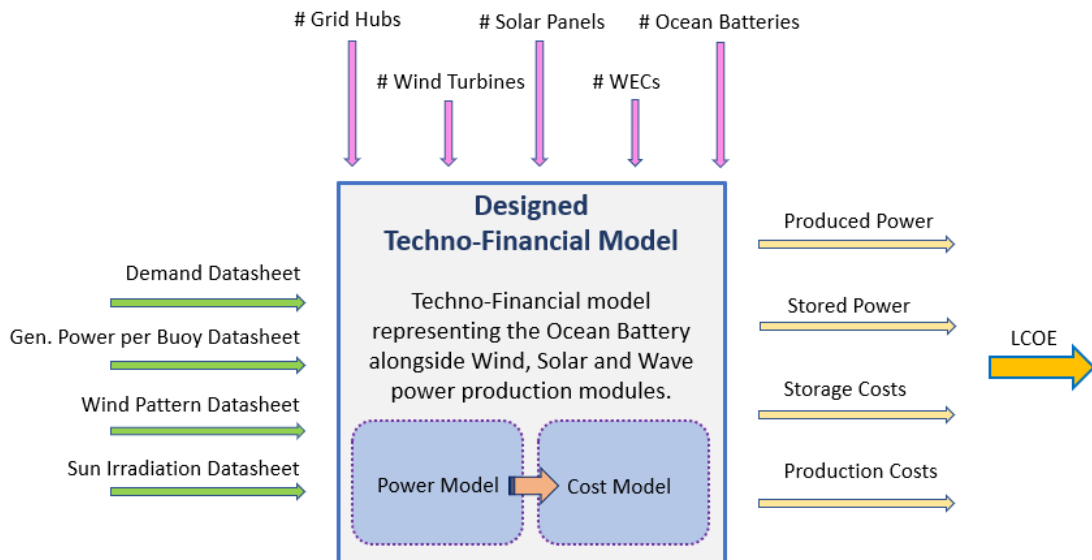 # Grid Hubs
# Solar Panels
# Ocean Batteries
# Wind Turbines
# WECs
Designed
Techno-Financial Model
Techno-Financial model
representing the Ocean Battery
alongside Wind, Solar and Wave
power production modules.
Power Model
Cost Model
Demand Datasheet
Gen. Power per Buoy Datasheet
Wind Pattern Datasheet
Sun Irradiation Datasheet
Produced Power
Stored Power
Storage Costs
Production Costs
LCOE